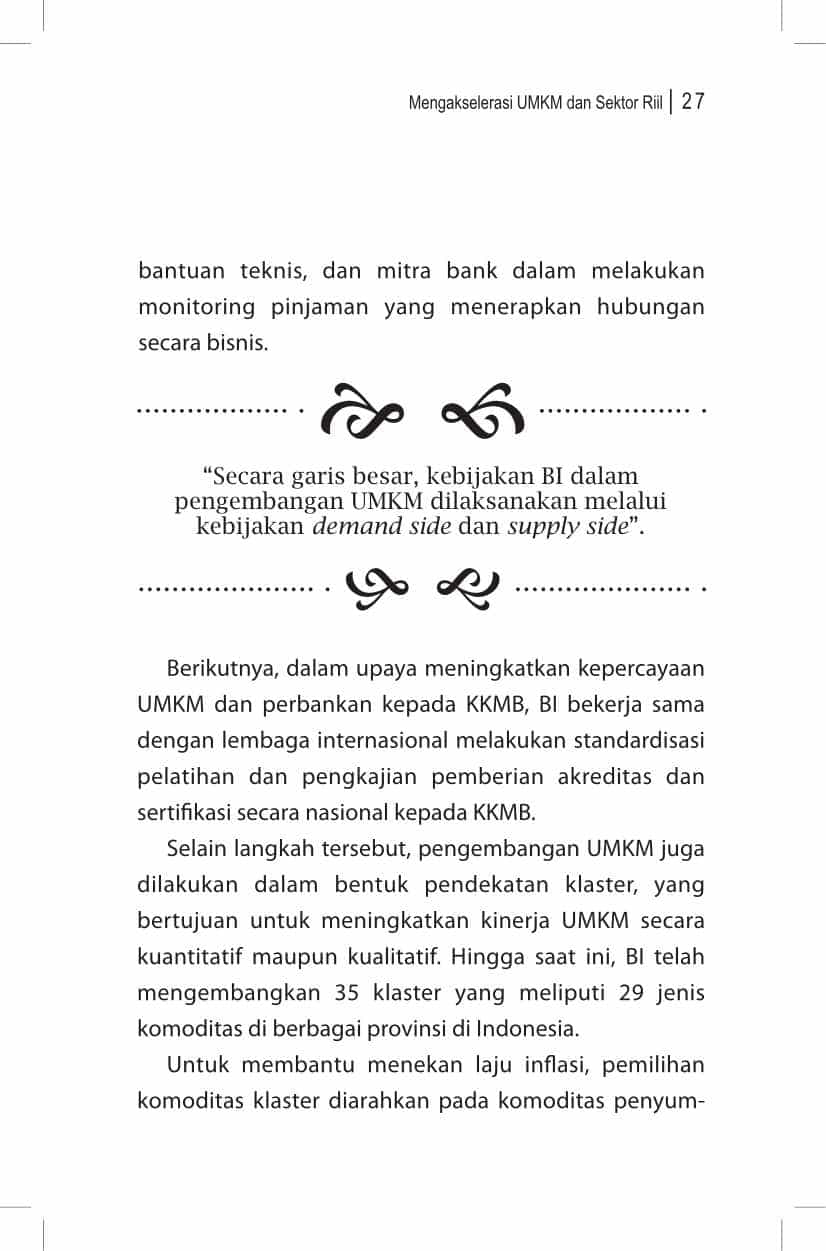 Mengakselerasi UMKM dan Sektor Riil | 27
bantuan teknis, dan mitra bank dalam melakukan
monitoring pinjaman yang menerapkan hubungan
secara bisnis.
“Secara garis besar, kebijakan BI dalam
pengembangan UMKM dilaksanakan melalui
kebijakan demand side dan supply side”.
Berikutnya, dalam upaya meningkatkan kepercayaan
UMKM dan perbankan kepada KKMB, BI bekerja sama
dengan lembaga internasional melakukan standardisasi
pelatihan dan pengkajian pemberian akreditas dan
sertifikasi secara nasional kepada KKMB.
Selain langkah tersebut, pengembangan UMKM juga
dilakukan dalam bentuk pendekatan klaster, yang
bertujuan untuk meningkatkan kinerja UMKM secara
kuantitatif maupun kualitatif. Hingga saat ini, BI telah
mengembangkan 35 klaster yang meliputi 29 jenis
komoditas di berbagai provinsi di Indonesia.
Untuk membantu menekan laju inflasi, pemilihan
komoditas klaster diarahkan pada komoditas penyum-